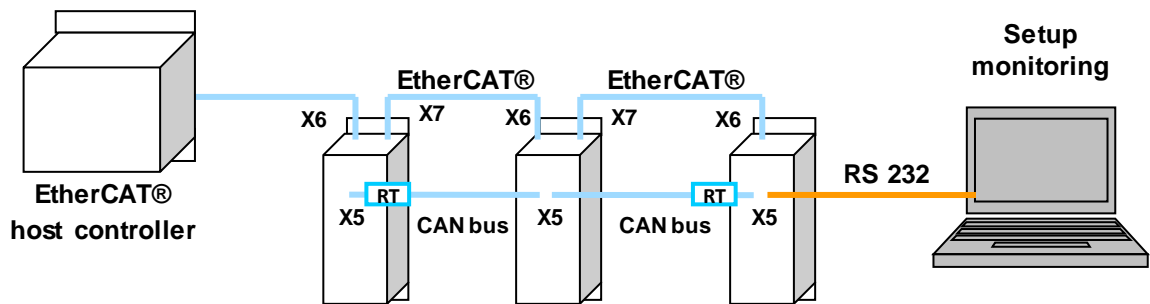 Setup
monitoring
EtherCAT® EtherCAT®
X6 X7 X6 X7 X6
EtherCAT®
host controller
RT RT RS 232
X5 CAN bus X5 CAN bus X5